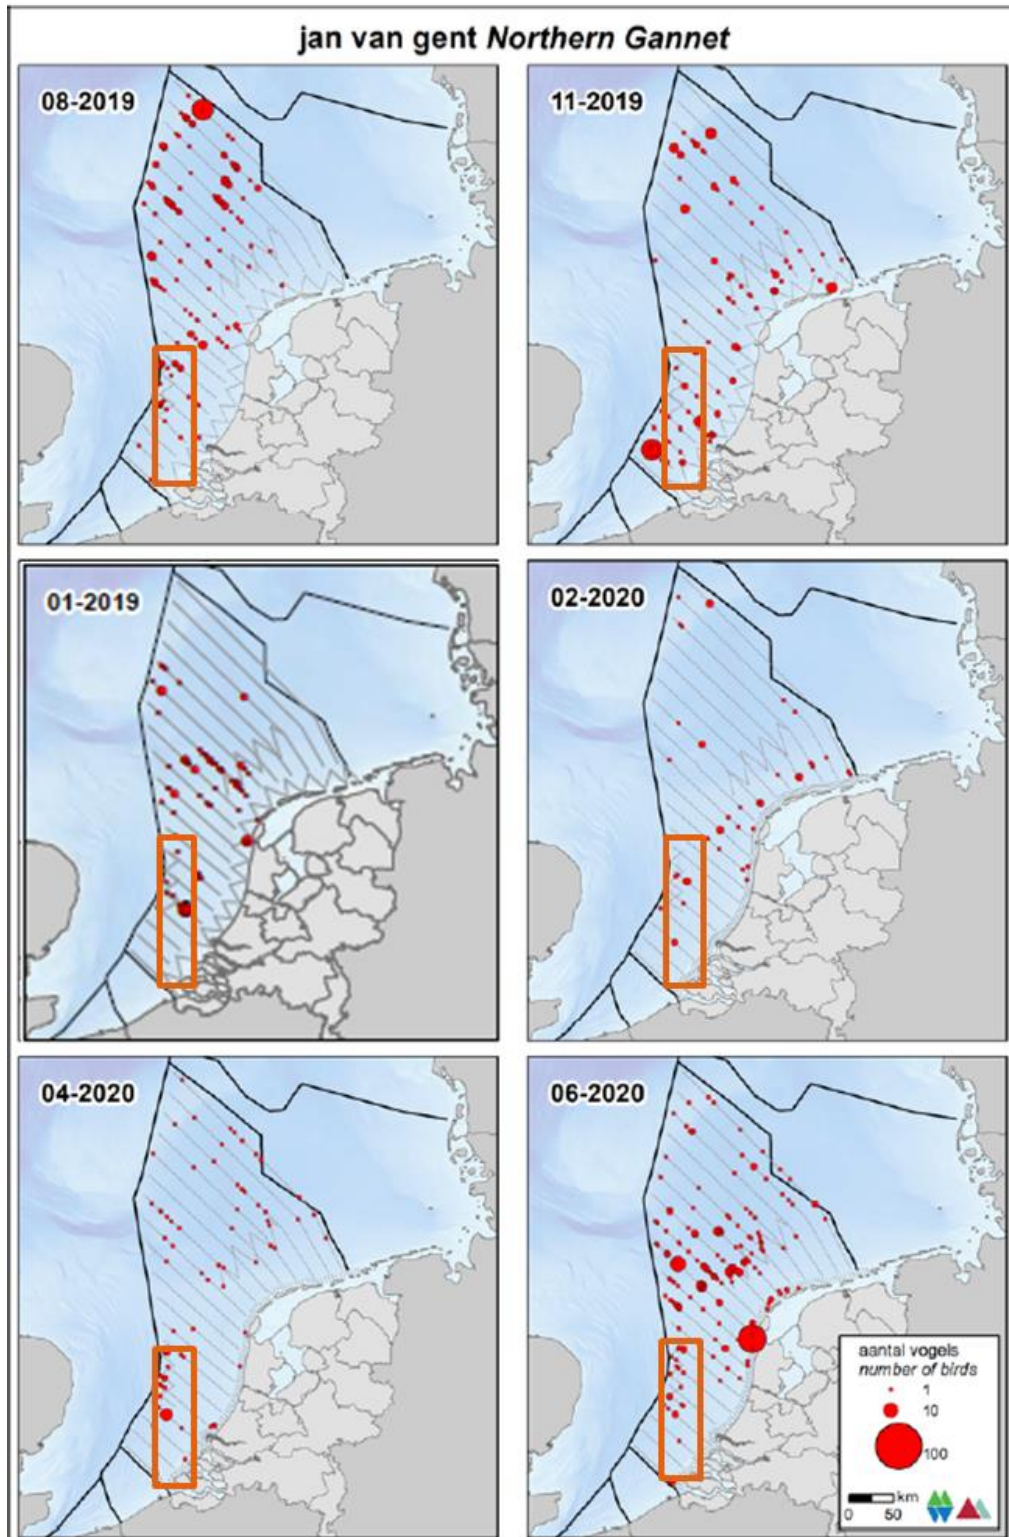 jan van gent Northern Gannet
08-2019
11-2019
01-2019
02-2020
04-2020
06-2020
aantal vogels
number of birds
1
10
100
km
0 50